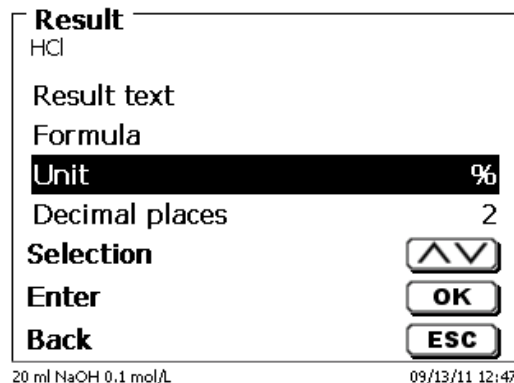 Result
HCl
Result text
Formula
Unit %
Decimal places 2
Selection
Enter OK
Back ESC
20 ml NaOH 0.1 mol/L 09/13/11 12:47